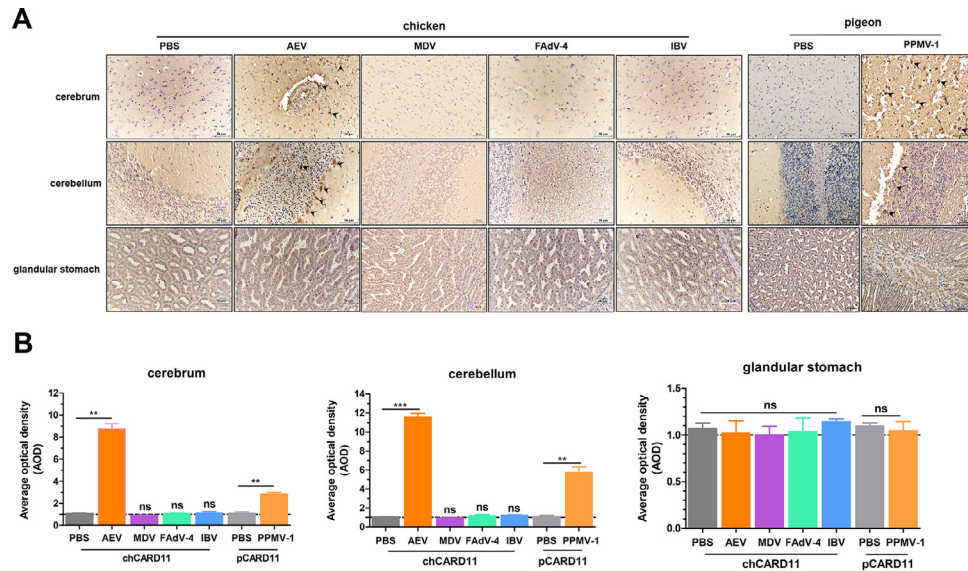 A
chicken
pigeon
PBS AEV MDV FAdV-4 IBV PBS PPMV-1
cerebrum
cerebellum
glandular stomach
B
cerebrum
Average optical density
(AOD)
12
10
8
6
4
2
0
**
ns ns ns
**
PBS AEV MDV FAdV-4 IBV PBS PPMV-1
chCARD11 pCARD11
cerebellum
Average optical density
(AOD)
14
12
10
8
6
4
2
0
***
ns ns ns
**
PBS AEV MDV FAdV-4 IBV PBS PPMV-1
chCARD11 pCARD11
glandular stomach
Average optical density
(AOD)
1.5
1.0
0.5
0.0
ns
ns
PBS AEV MDV FAdV-4 IBV PBS PPMV-1
chCARD11 pCARD11